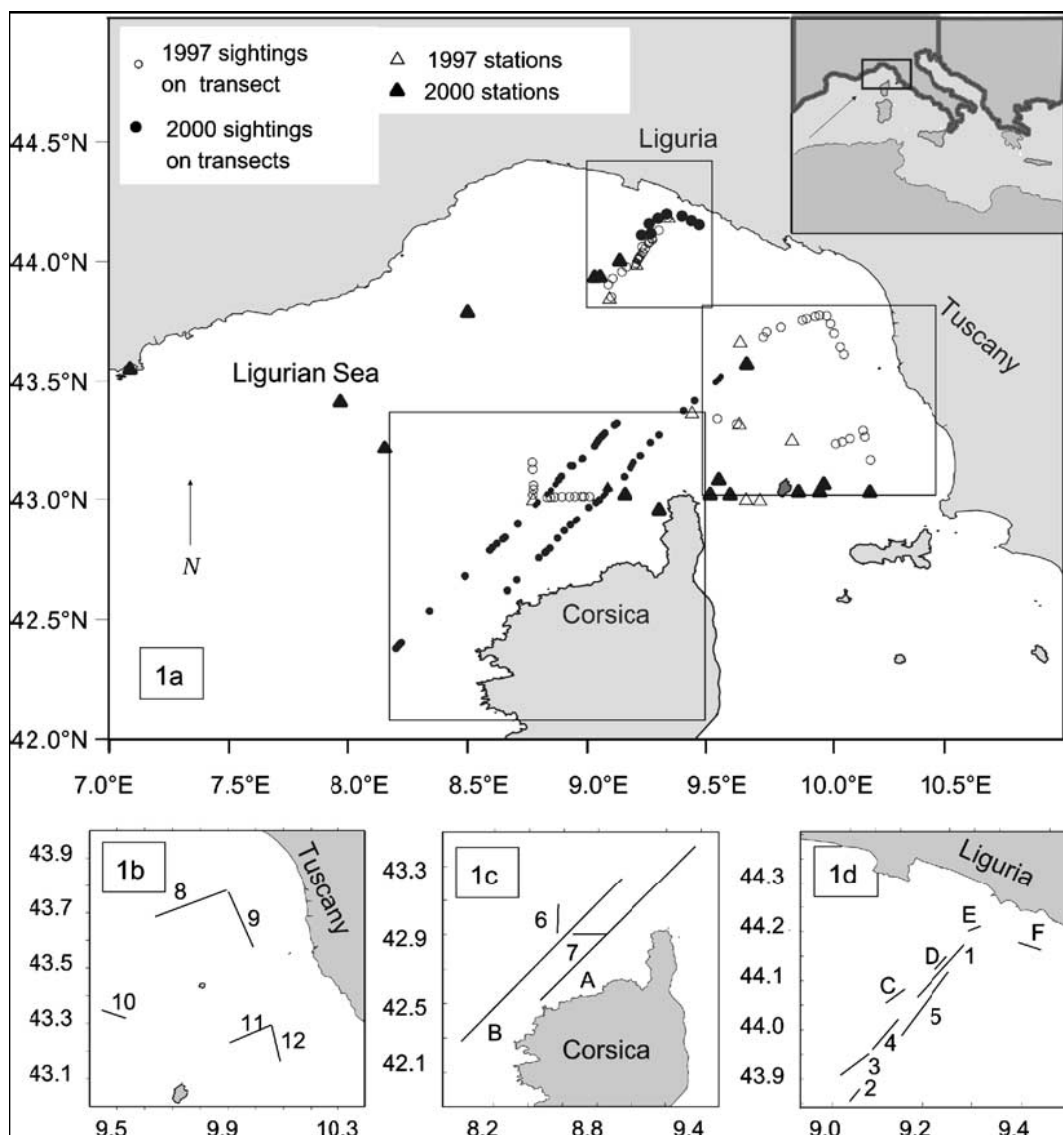 1997 sightings
on transect
2000 sightings
on transects
1997 stations
2000 stations
44.5°N
44.0°N
43.5°N
43.0°N
42.5°N
42.0°N
Liguria
Tuscany
Ligurian Sea
N
Corsica
1a
7.0°E 7.5°E 8.0°E 8.5°E 9.0°E 9.5°E 10.0°E 10.5°E
1b
Tuscany
43.9
43.7
43.5
43.3
43.1
8
9
10
11
12
9.5 9.9 10.3
1c
43.3
42.9
42.5
42.1
6
7
A
B
Corsica
8.2 8.8 9.4
1d
Liguria
44.3
44.2
44.1
44.0
43.9
E
F
D
1
C
5
4
3
2
9.0 9.2 9.4